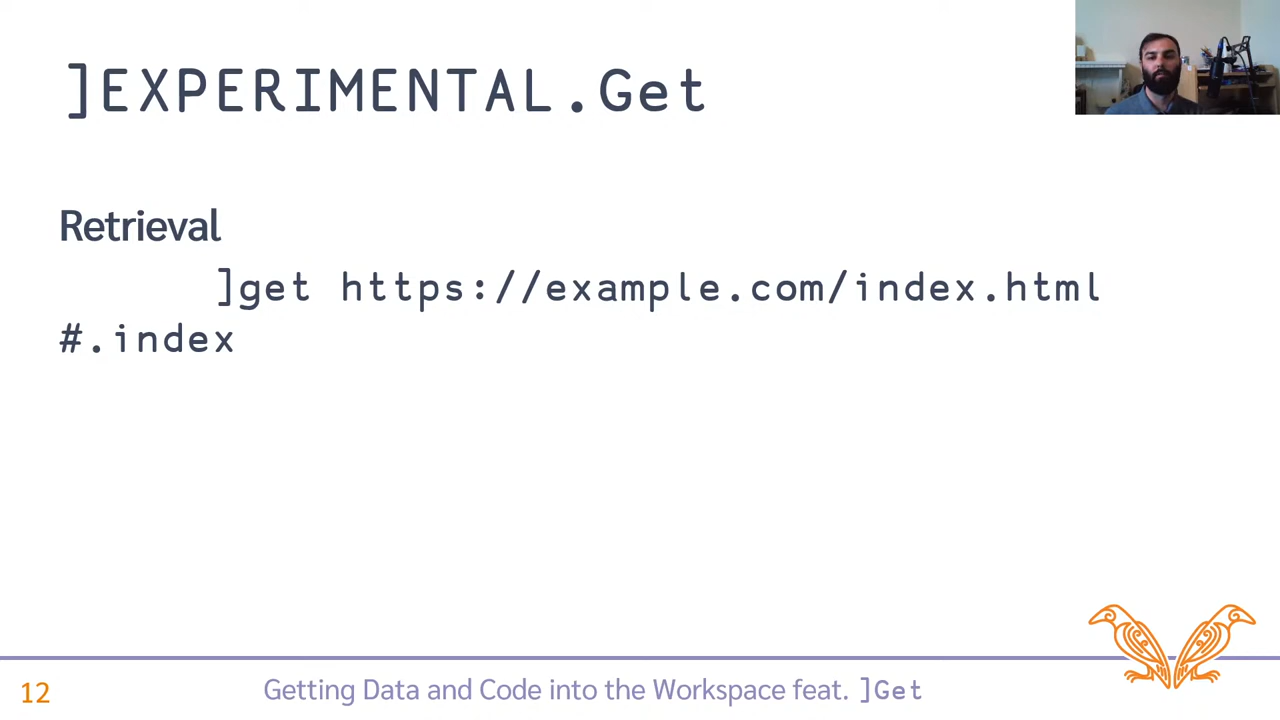 ]EXPERIMENTAL.Get
Retrieval
]get https://example.com/index.html
#.index
12
Getting Data and Code into the Workspace feat. ]Get